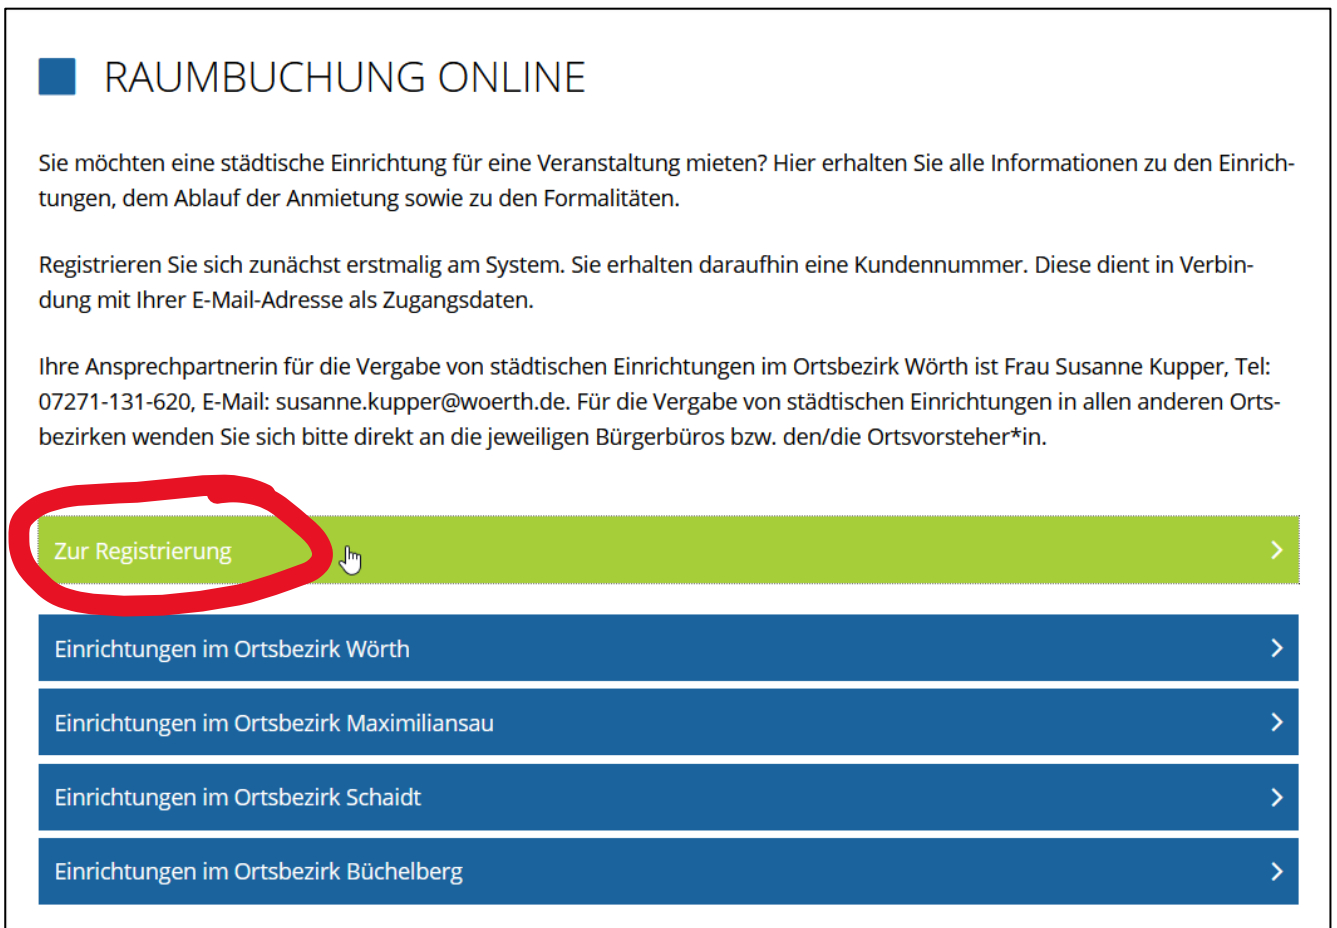 RAUMBUCHUNG ONLINE
Sie möchten eine städtische Einrichtung für eine Veranstaltung mieten? Hier erhalten Sie alle Informationen zu den Einrich-
tungen, dem Ablauf der Anmietung sowie zu den Formalitäten.
Registrieren Sie sich zunächst erstmalig am System. Sie erhalten daraufhin eine Kundennummer. Diese dient in Verbin-
dung mit Ihrer E-Mail-Adresse als Zugangsdaten.
Ihre Ansprechpartnerin für die Vergabe von städtischen Einrichtungen im Ortsbezirk Wörth ist Frau Susanne Kupper, Tel:
07271-131-620, E-Mail: susanne.kupper@woerth.de. Für die Vergabe von städtischen Einrichtungen in allen anderen Orts-
bezirken wenden Sie sich bitte direkt an die jeweiligen Bürgerbüros bzw. den/die Ortsvorsteher*in.
Zur Registrierung
Einrichtungen im Ortsbezirk Wörth
Einrichtungen im Ortsbezirk Maximiliansau
Einrichtungen im Ortsbezirk Schaidt
Einrichtungen im Ortsbezirk Büchelberg